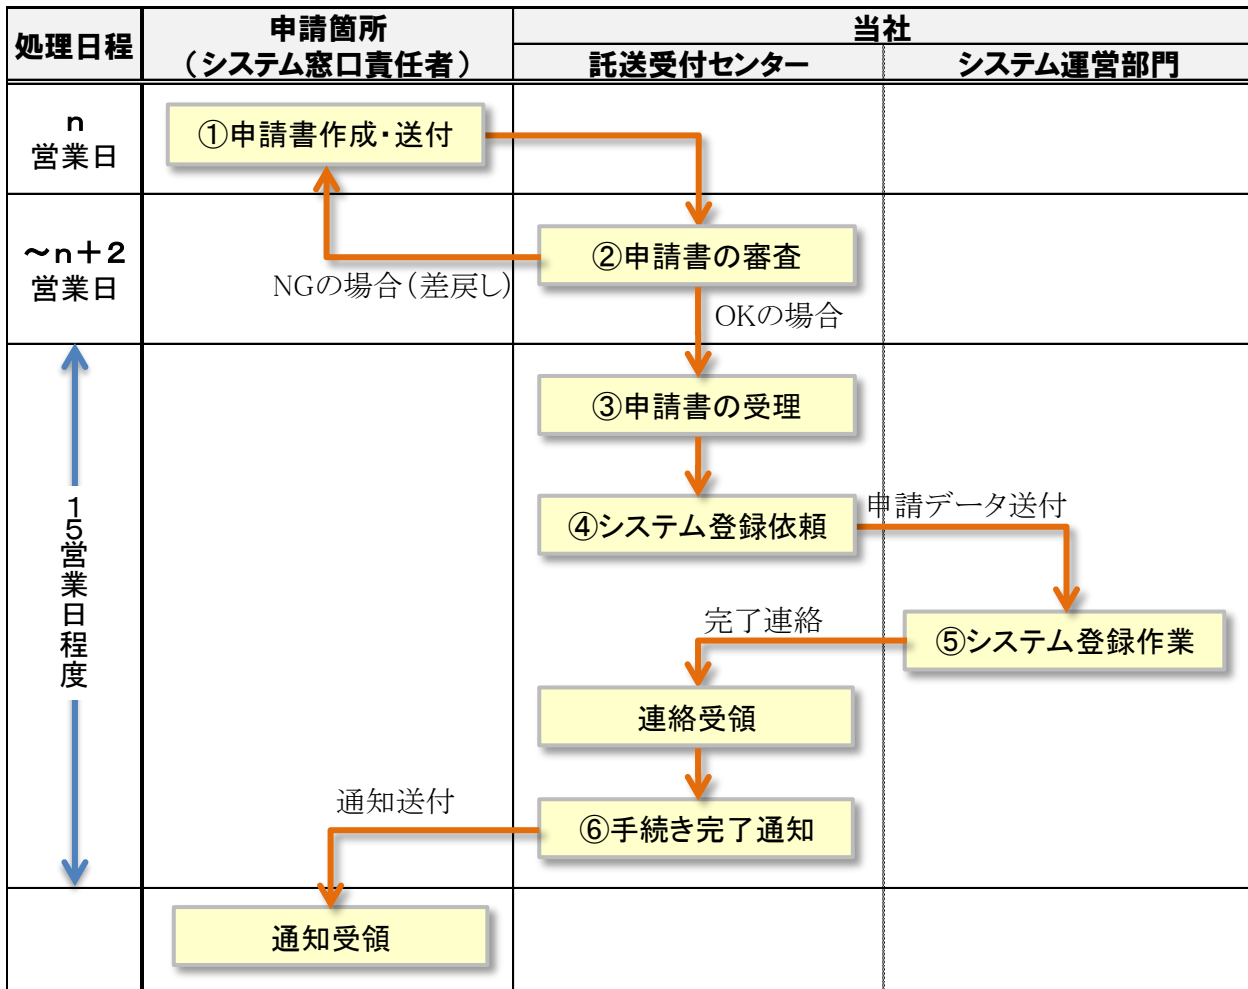 処理日程
申請箇所
（システム窓口責任者）
当社
託送受付センター
システム運営部門
n
営業日
①申請書作成・送付
～n＋2
営業日
②申請書の審査
NGの場合（差戻し）
OKの場合
15営業日程度
③申請書の受理
④システム登録依頼
申請データ送付
⑤システム登録作業
完了連絡
連絡受領
⑥手続き完了通知
通知送付
通知受領